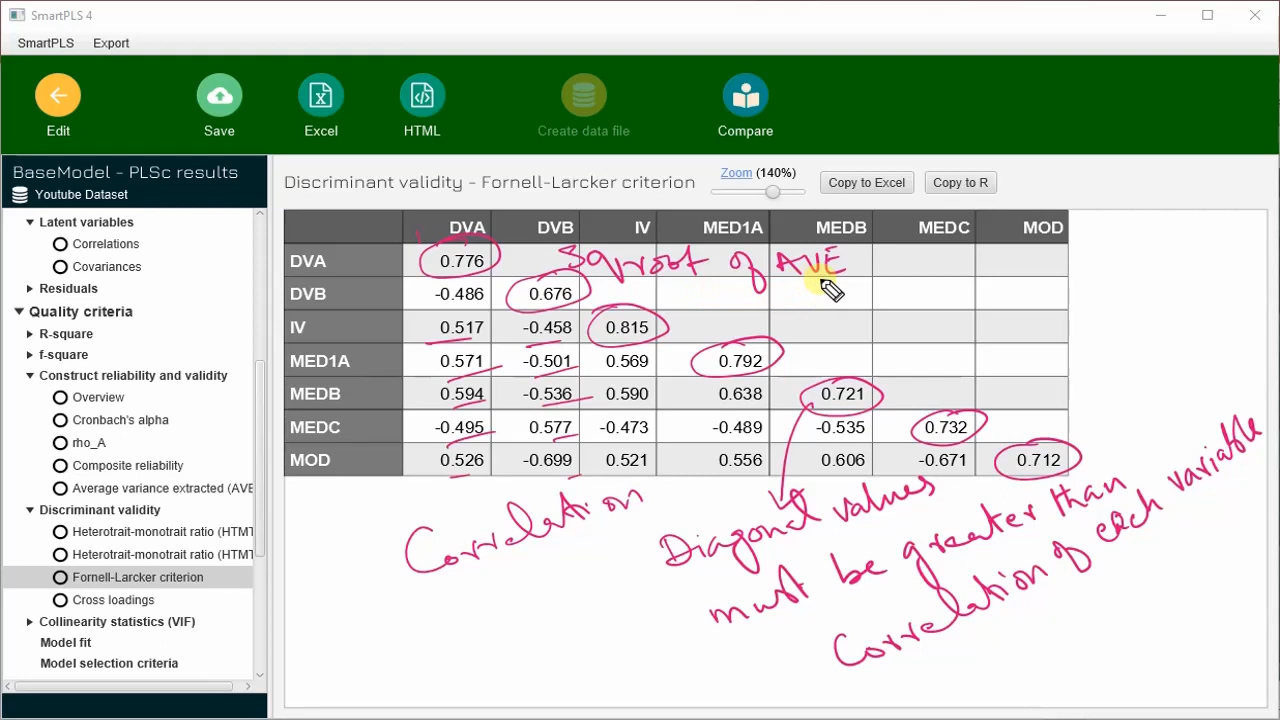 SmartPLS 4
SmartPLS Export
Edit Save Excel HTML Create data file Compare
BaseModel - PLSc results
Youtube Dataset
Latent variables
Correlations
Covariances
Residuals
Quality criteria
R-square
f-square
Construct reliability and validity
Overview
Cronbach's alpha
rho_A
Composite reliability
Average variance extracted (AVE
Discriminant validity
Heterotrait-monotrait ratio (HTMT
Heterotrait-monotrait ratio (HTMT
Fornell-Larcker criterion
Cross loadings
Collinearity statistics (VIF)
Model fit
Model selection criteria
Discriminant validity - Fornell-Larcker criterion
Zoom (140%)
Copy to Excel Copy to R
DVA DVB IV MED1A MEDB MEDC MOD
DVA 0.776
DVB -0.486 0.676
IV 0.517 -0.458 0.815
MED1A 0.571 -0.501 0.569 0.792
MEDB 0.594 -0.536 0.590 0.638 0.721
MEDC -0.495 0.577 -0.473 -0.489 -0.535 0.732
MOD 0.526 -0.699 0.521 0.556 0.606 -0.671 0.712
Sqroot of AVE
Correlation
Diagonal values
must be greater than
Correlation of each variable